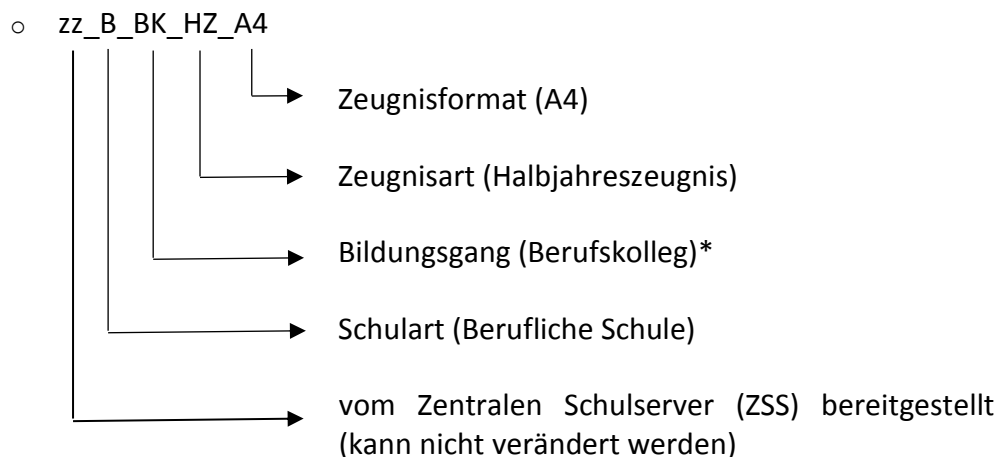 ○ zz_B_BK_HZ_A4
Zeugnisformat (A4)
Zeugnisart (Halbjahreszeugnis)
Bildungsgang (Berufskolleg)*
Schulart (Berufliche Schule)
vom Zentralen Schulserver (ZSS) bereitgestellt
(kann nicht verändert werden)